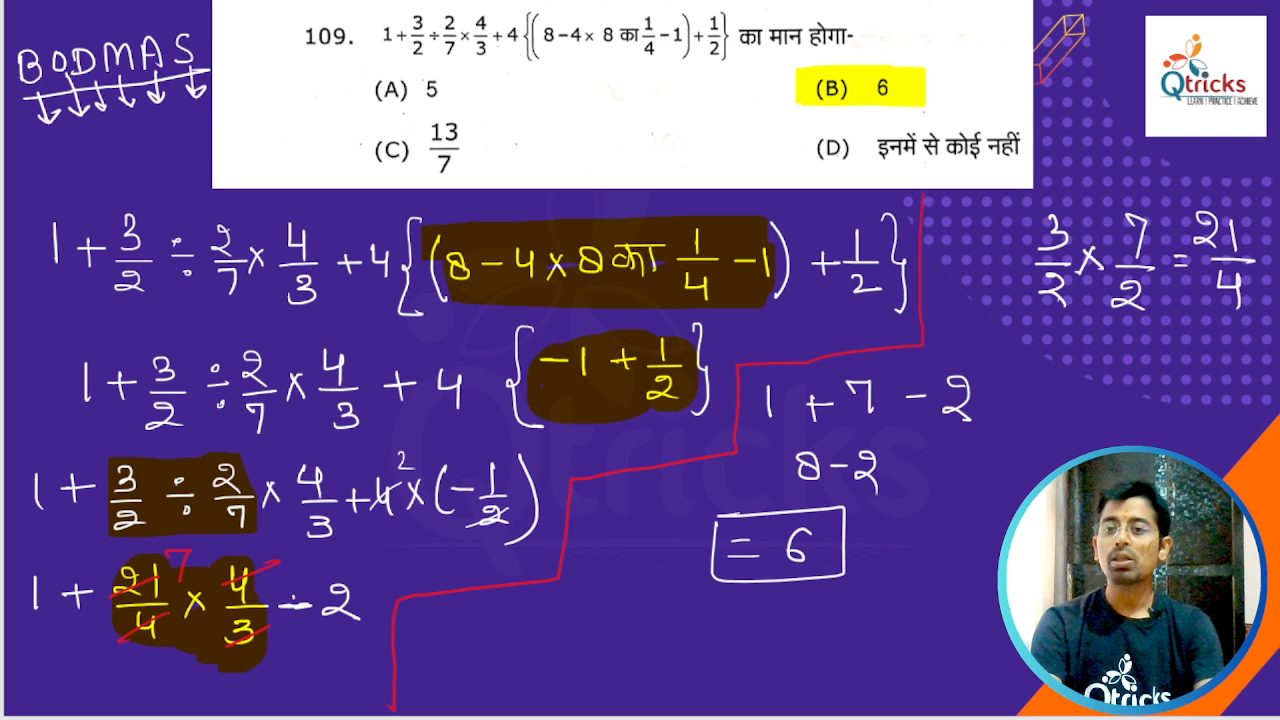 BODMAS
109. 1+3/2÷2/7×4/3+4{(8−4×8 का 1/4−1)+1/2} का मान होगा-
(A) 5
(B) 6
(C) 13/7
(D) इनमें से कोई नहीं
Qtricks
LEARN | PRACTICE | ACHIEVE
1+3/2÷2/7×4/3+4{(8−4×8 का 1/4−1)+1/2}
3/2×7/2=21/4
1+3/2÷2/7×4/3+4{−1+1/2}
1+3/2÷2/7×4/3+4²×(−1/2)
1+21/4 7×4/3−2
1+7−2
8−2
=6
Qtricks
Qtricks